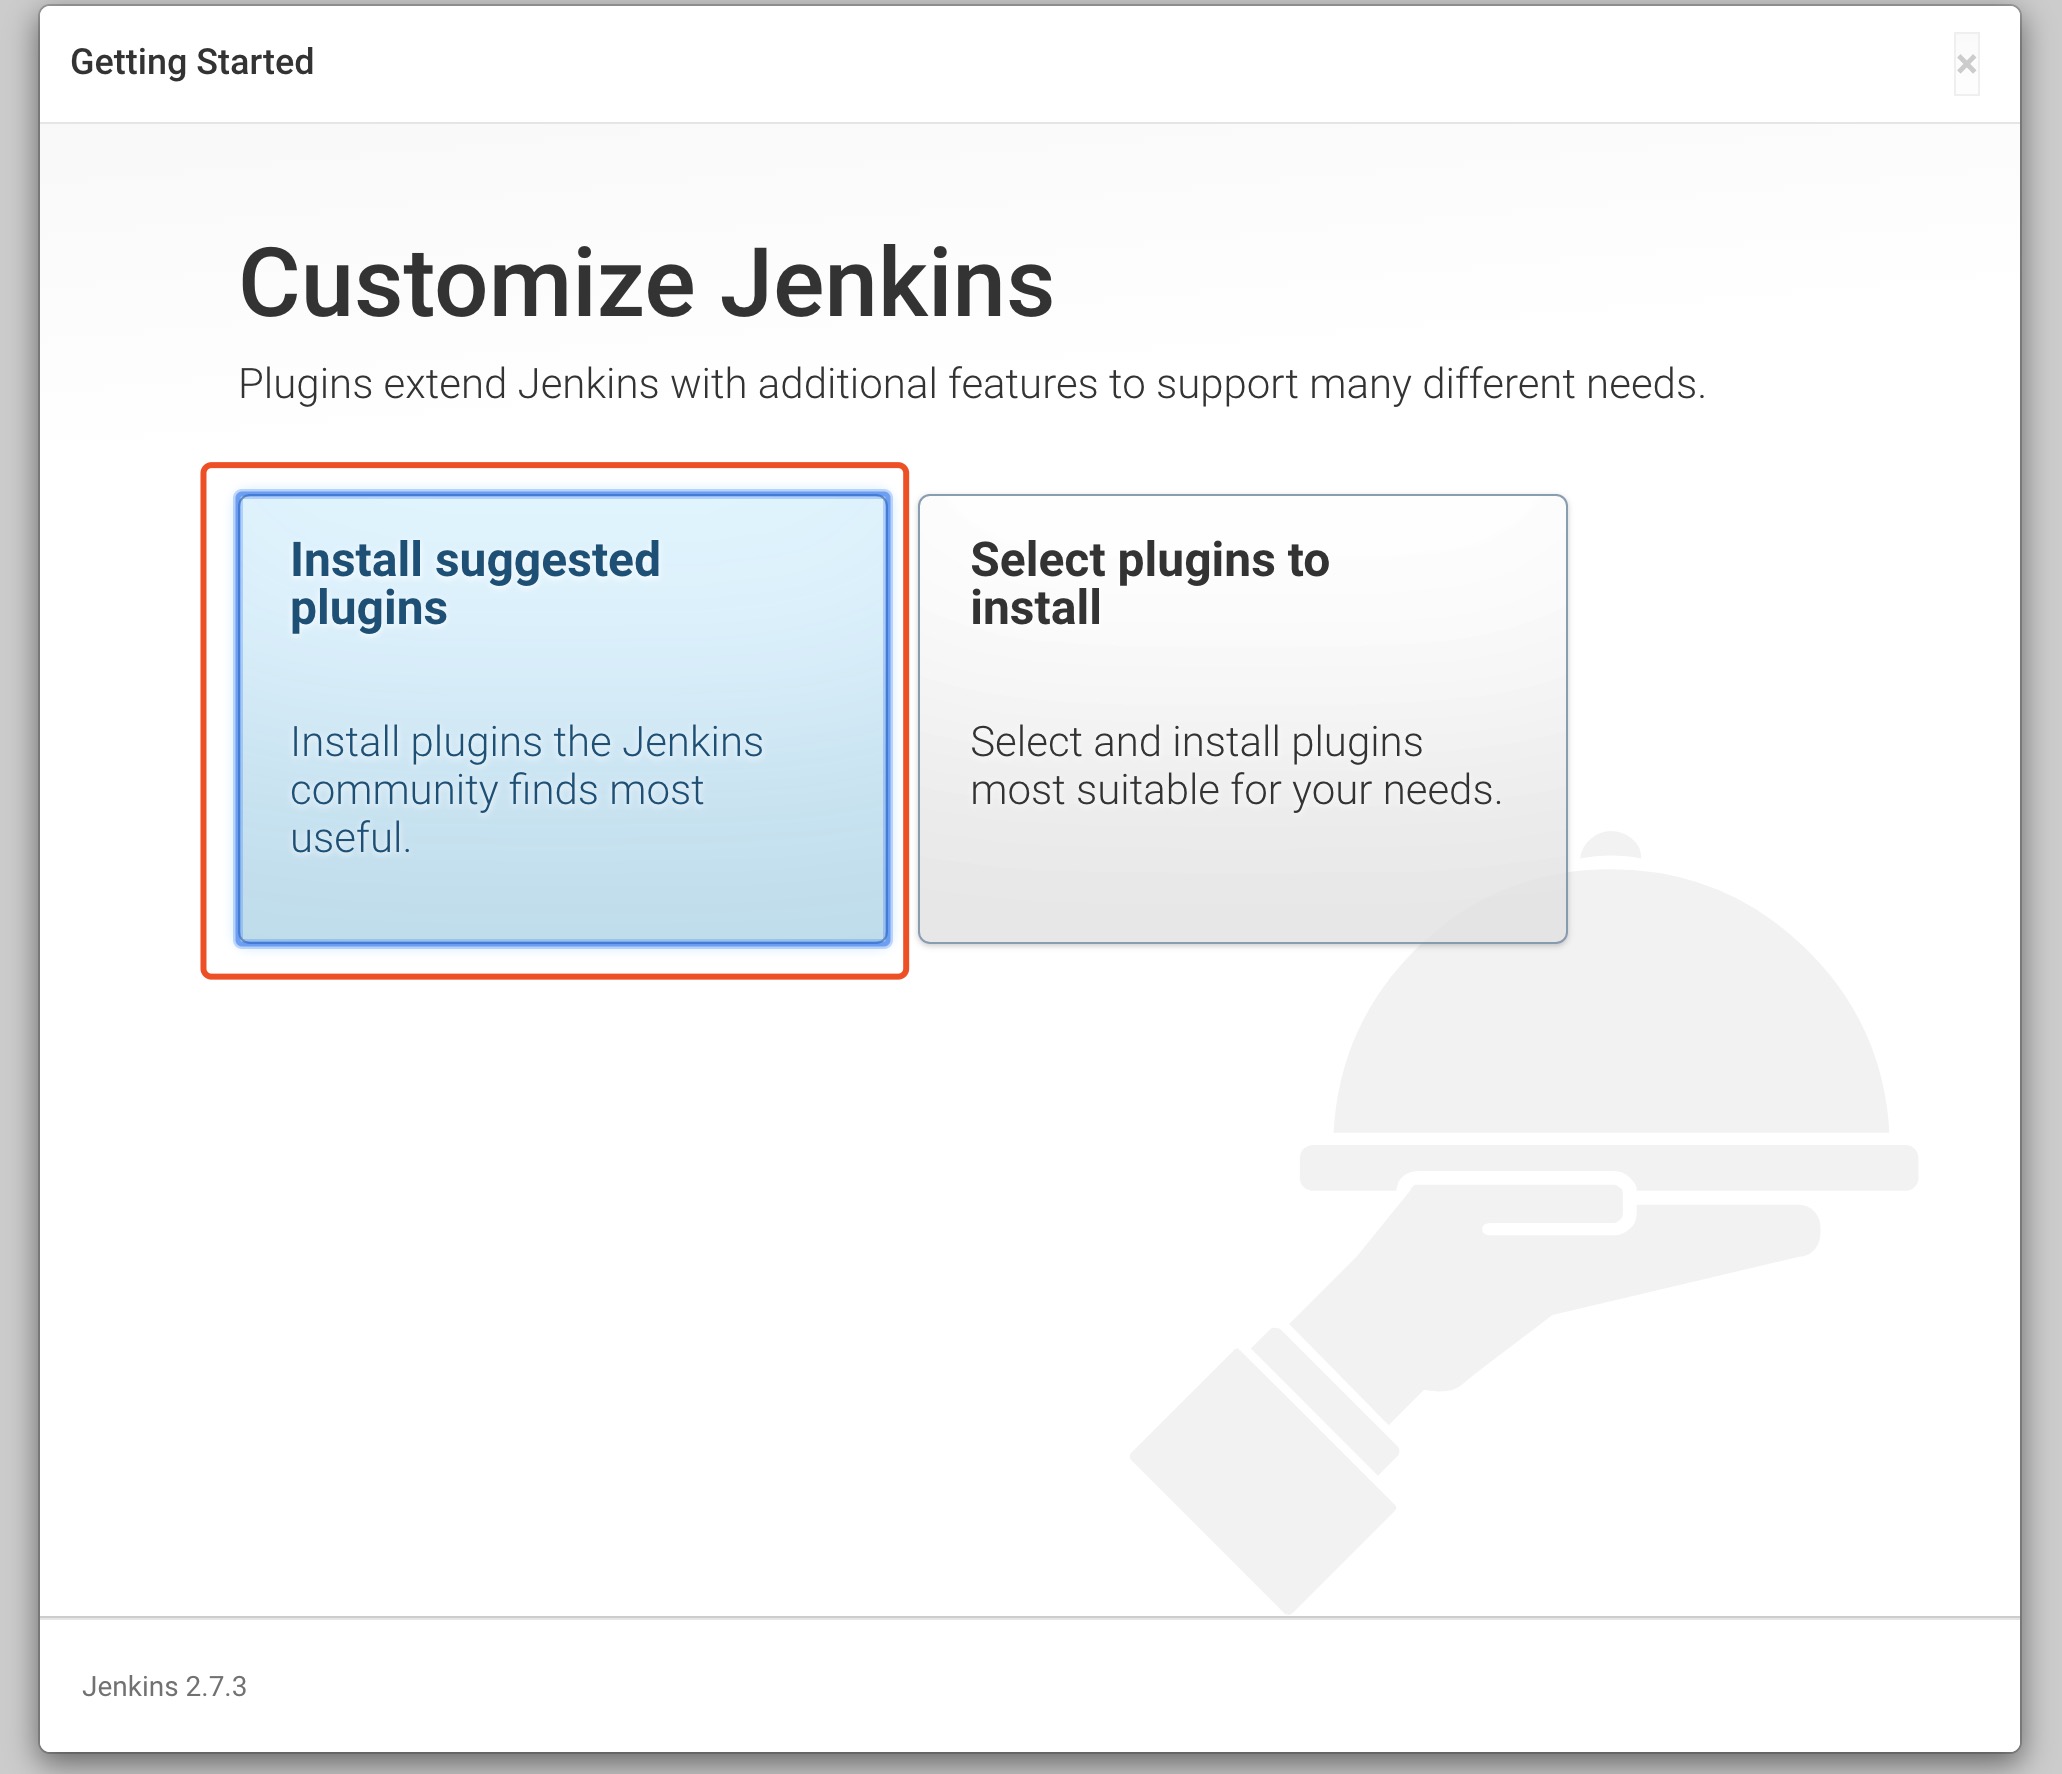 Getting Started
×
Customize Jenkins
Plugins extend Jenkins with additional features to support many different needs.
Install suggested
plugins
Install plugins the Jenkins
community finds most
useful.
Select plugins to
install
Select and install plugins
most suitable for your needs.
Jenkins 2.7.3